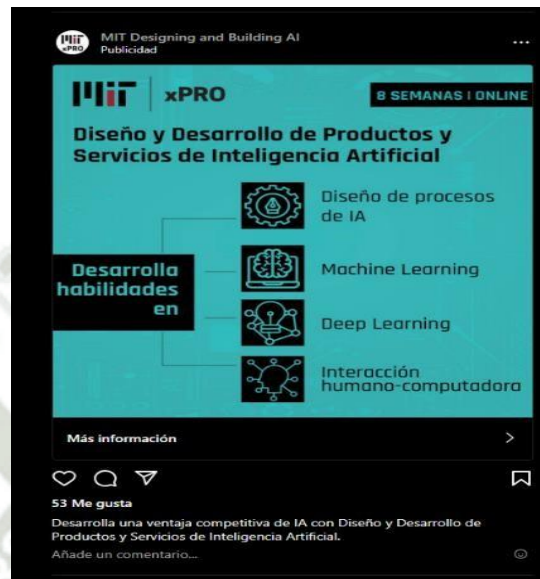 MIT xPRO
MIT Designing and Building AI
Publicidad
MIT xPRO
8 SEMANAS I ONLINE
Diseño y Desarrollo de Productos y
Servicios de Inteligencia Artificial
Desarrolla
habilidades
en
Diseño de procesos
de IA
Machine Learning
Deep Learning
Interacción
humano-computadora
Más información
53 Me gusta
Desarrolla una ventaja competitiva de IA con Diseño y Desarrollo de
Productos y Servicios de Inteligencia Artificial.
Añade un comentario...